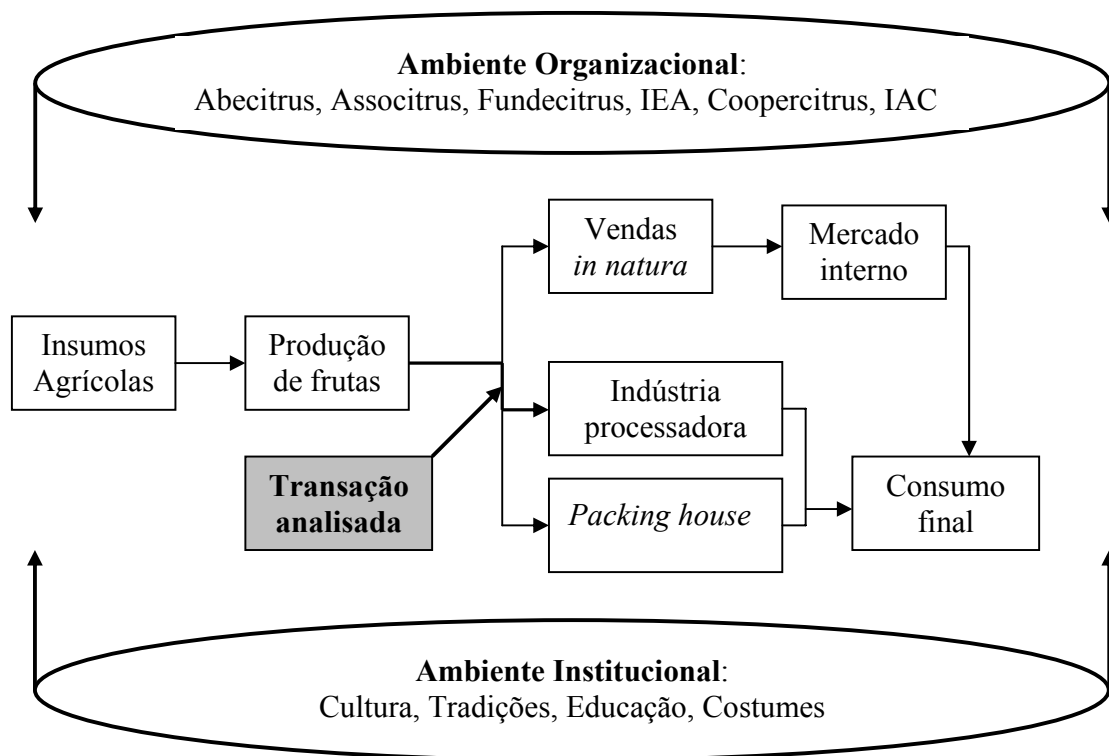 Ambiente Organizacional:
Abecitrus, Associtrus, Fundecitrus, IEA, Coopercitrus, IAC
Vendas
in natura
Mercado
interno
Insumos
Agrícolas
Produção
de frutas
Indústria
processadora
Transação
analisada
Packing house
Consumo
final
Ambiente Institucional:
Cultura, Tradições, Educação, Costumes